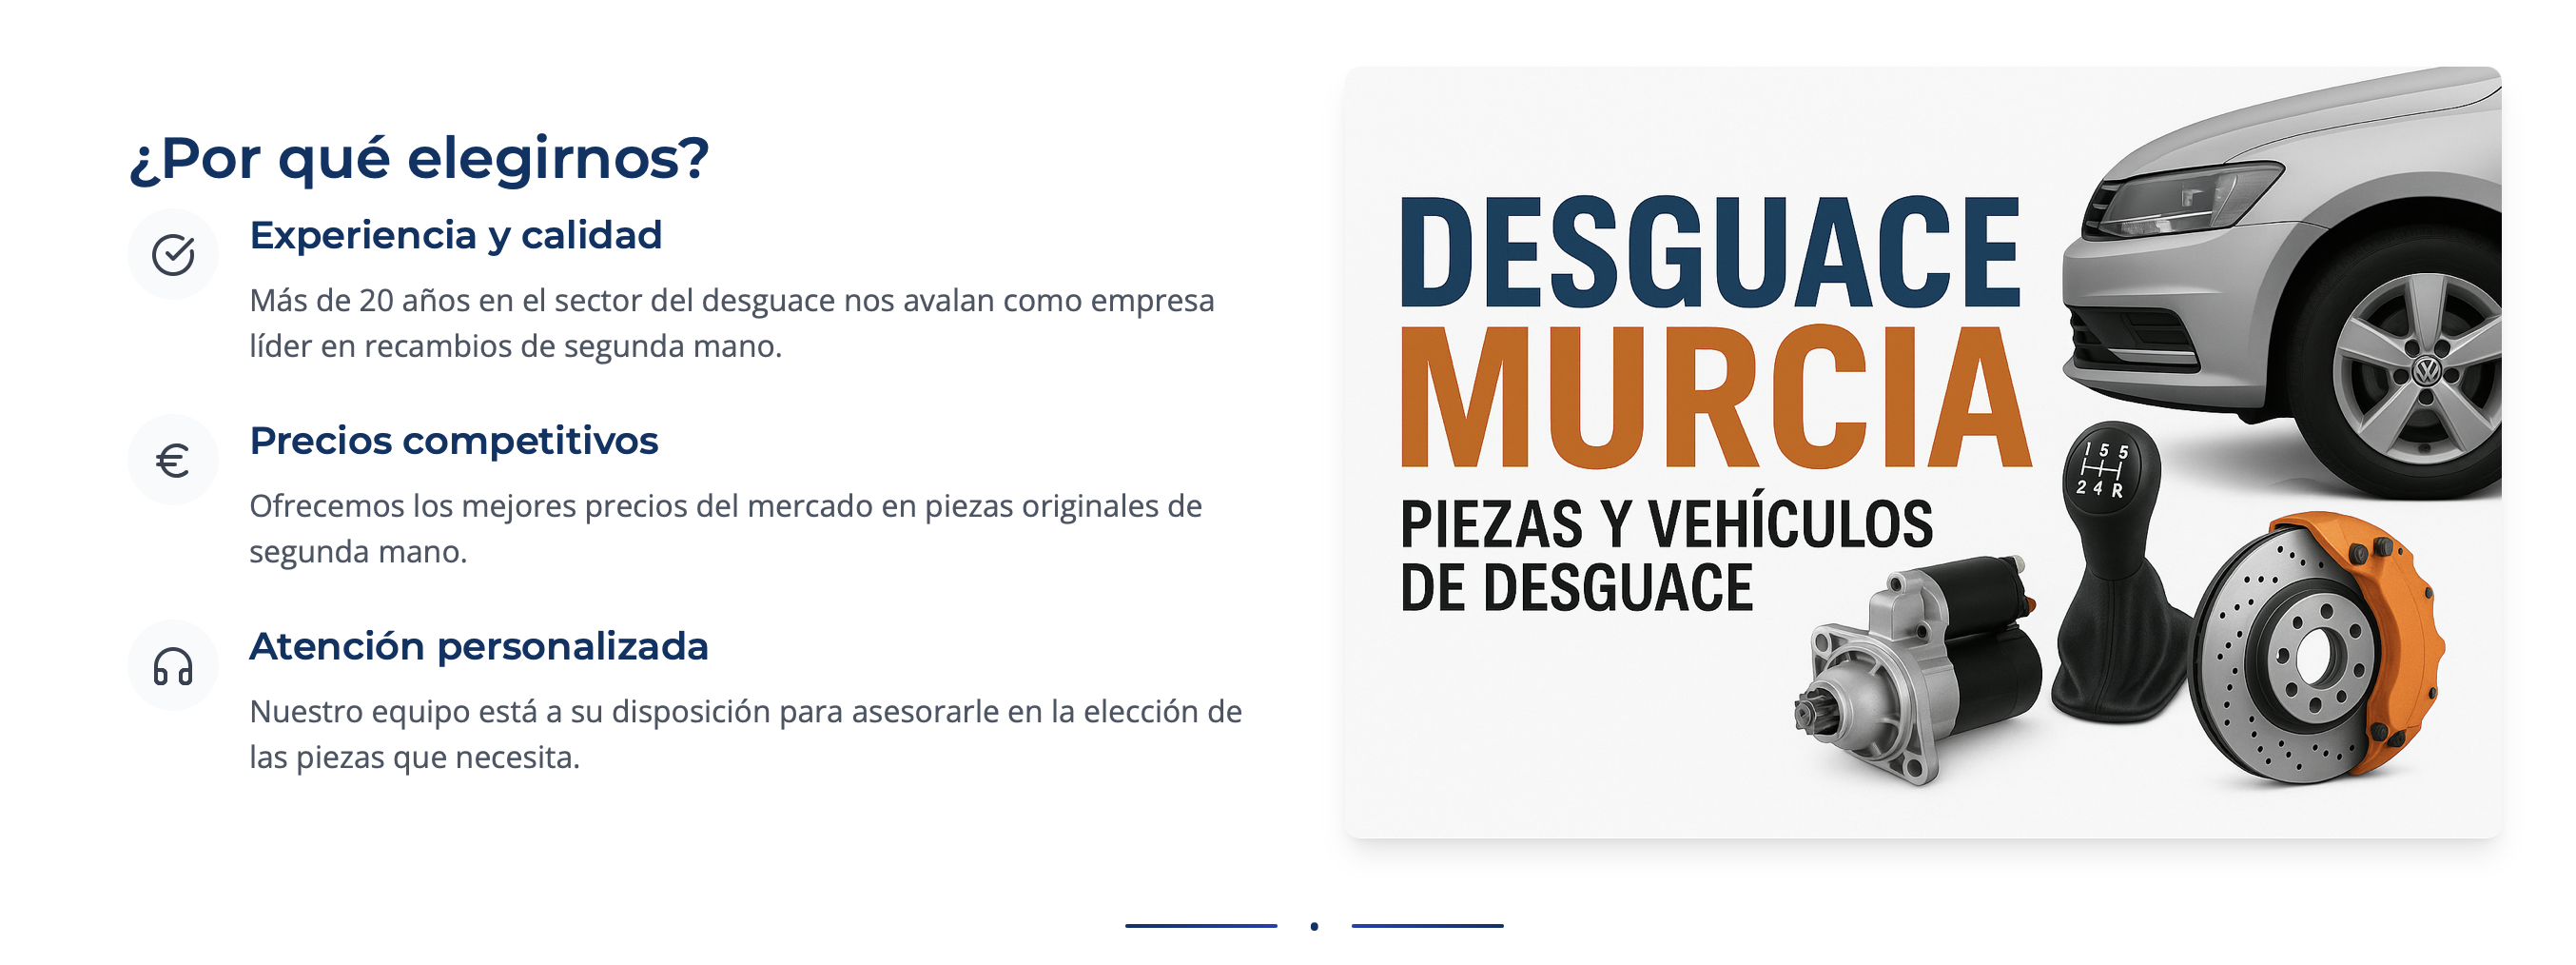 ¿Por qué elegirnos?
Experiencia y calidad
Más de 20 años en el sector del desguace nos avalan como empresa
líder en recambios de segunda mano.
Precios competitivos
Ofrecemos los mejores precios del mercado en piezas originales de
segunda mano.
Atención personalizada
Nuestro equipo está a su disposición para asesorarle en la elección de
las piezas que necesita.
DESGUACE
MURCIA
PIEZAS Y VEHÍCULOS
DE DESGUACE
1 5 5
2 4 R